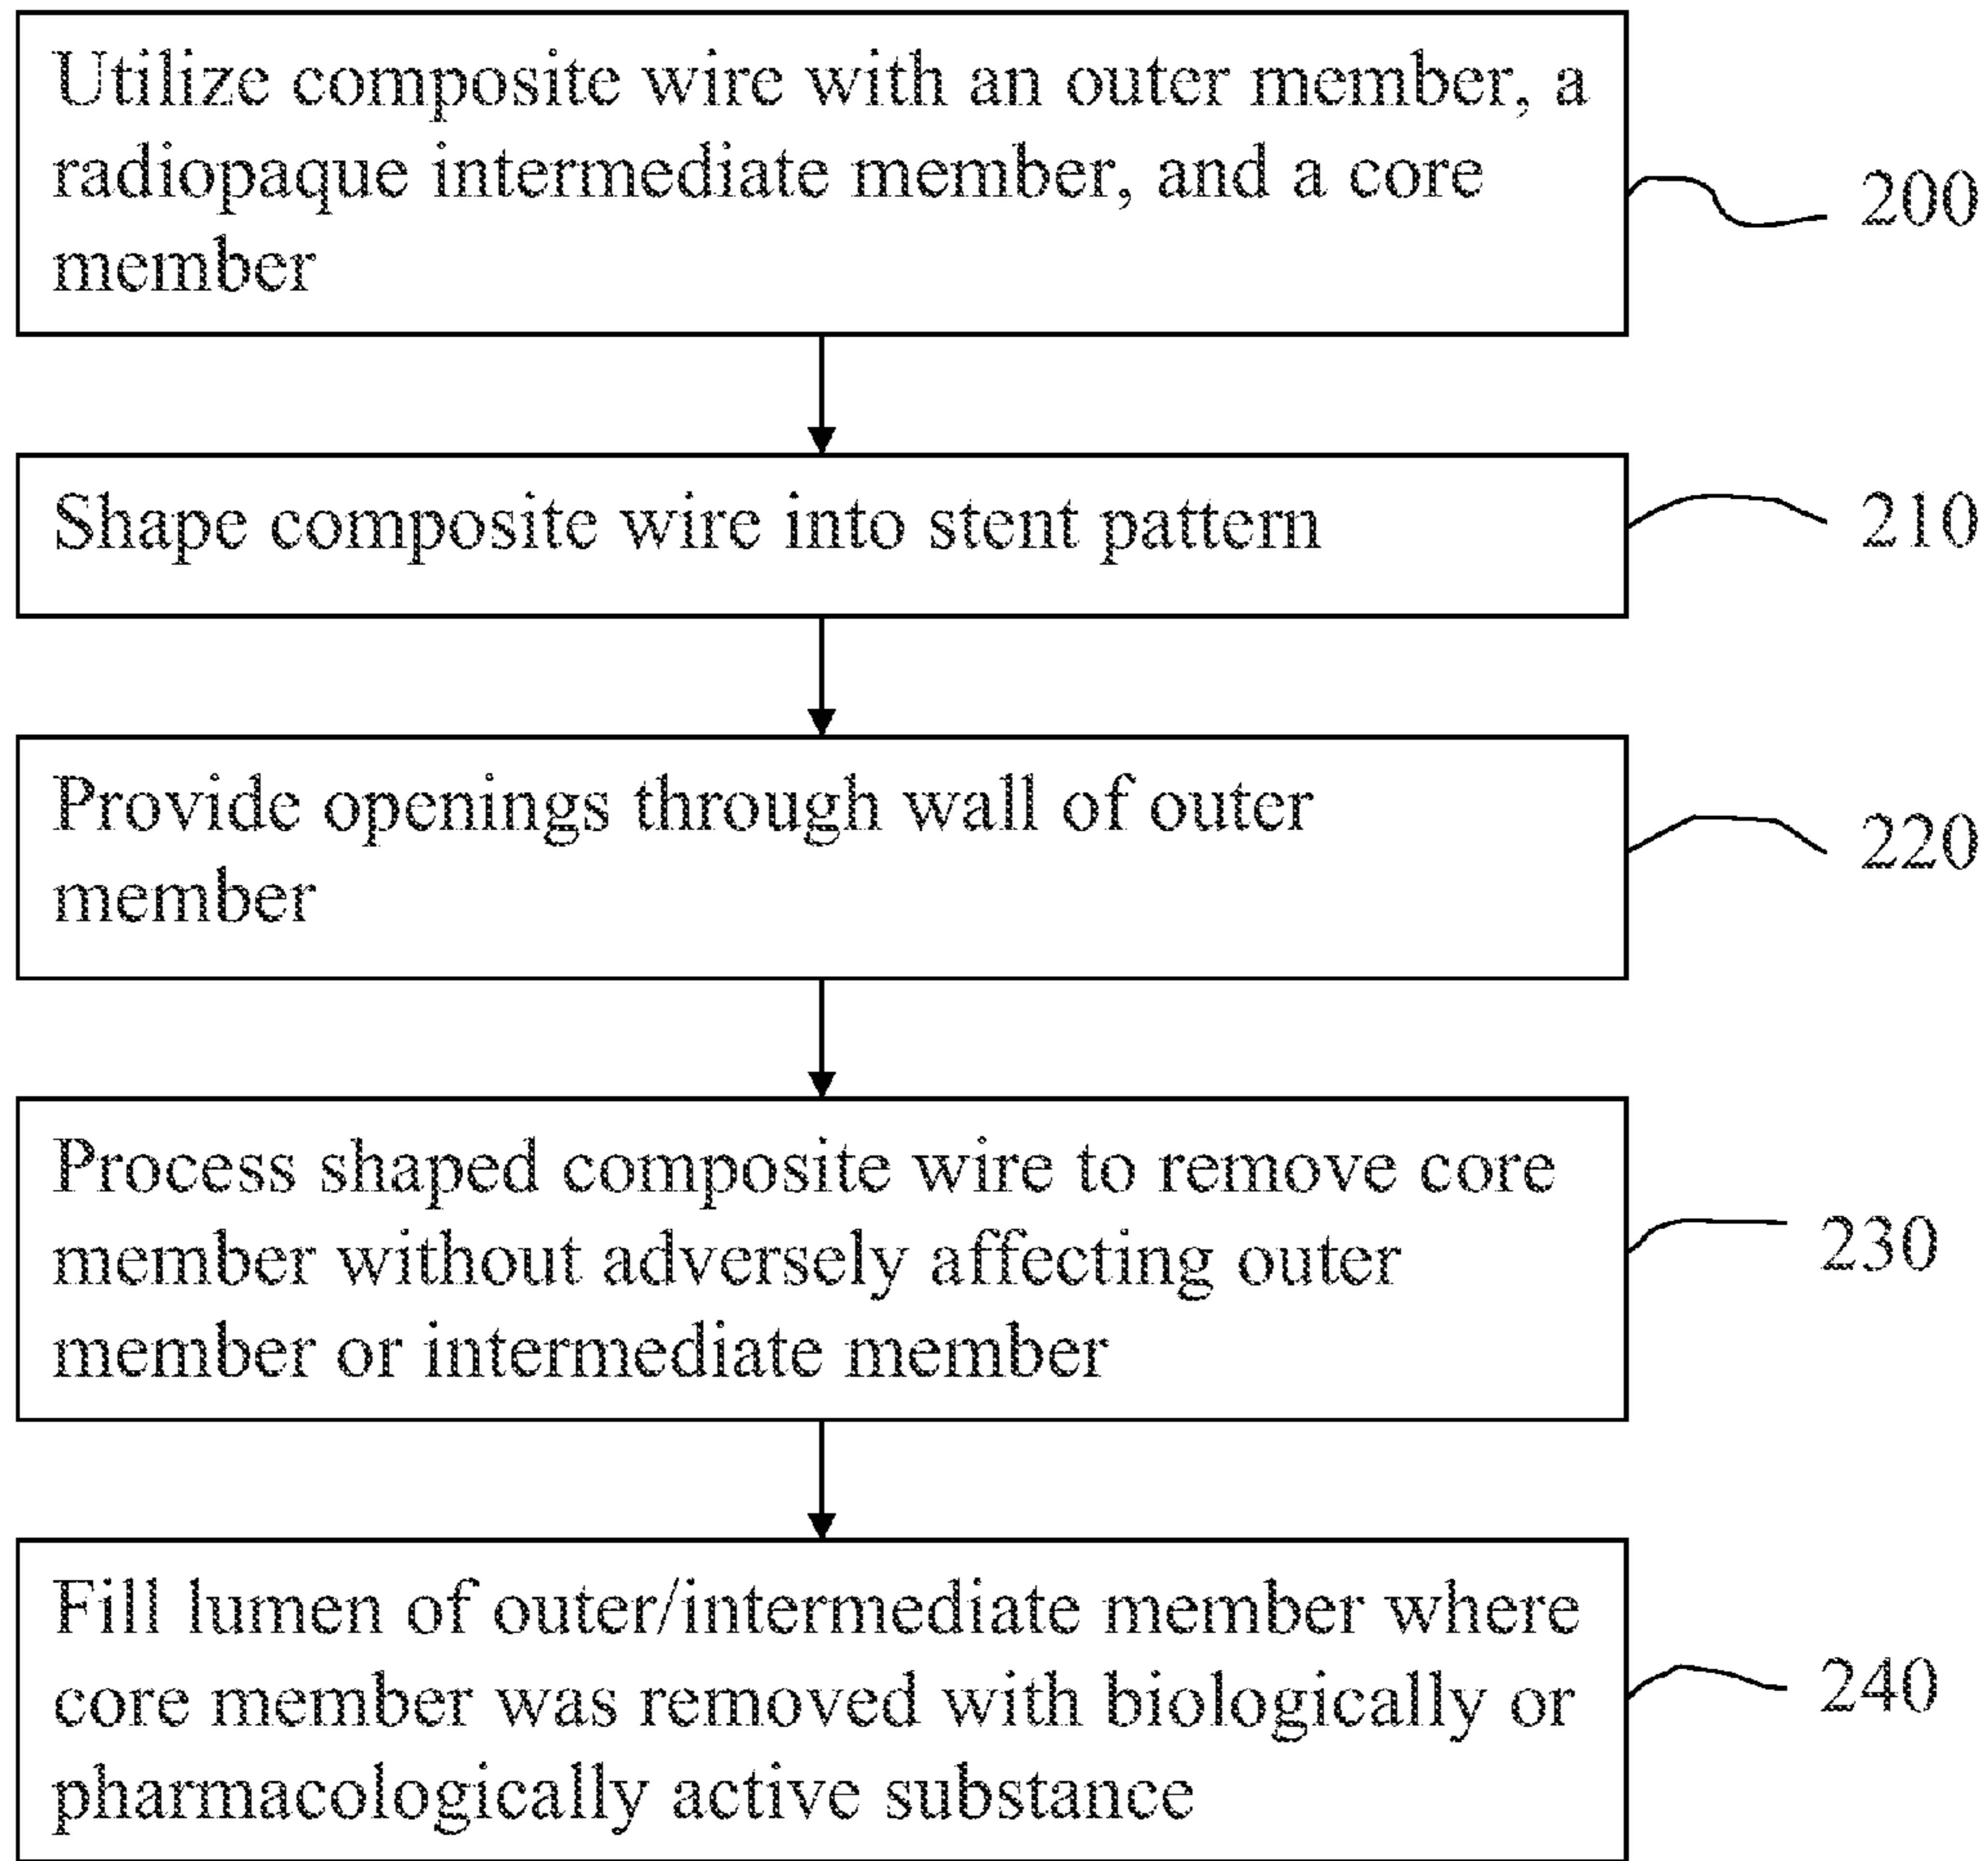 Utilize composite wire with an outer member, a
radiopaque intermediate member, and a core
member
200
Shape composite wire into stent pattern
210
Provide openings through wall of outer
member
220
Process shaped composite wire to remove core
member without adversely affecting outer
member or intermediate member
230
Fill lumen of outer/intermediate member where
core member was removed with biologically or
pharmacologically active substance
240